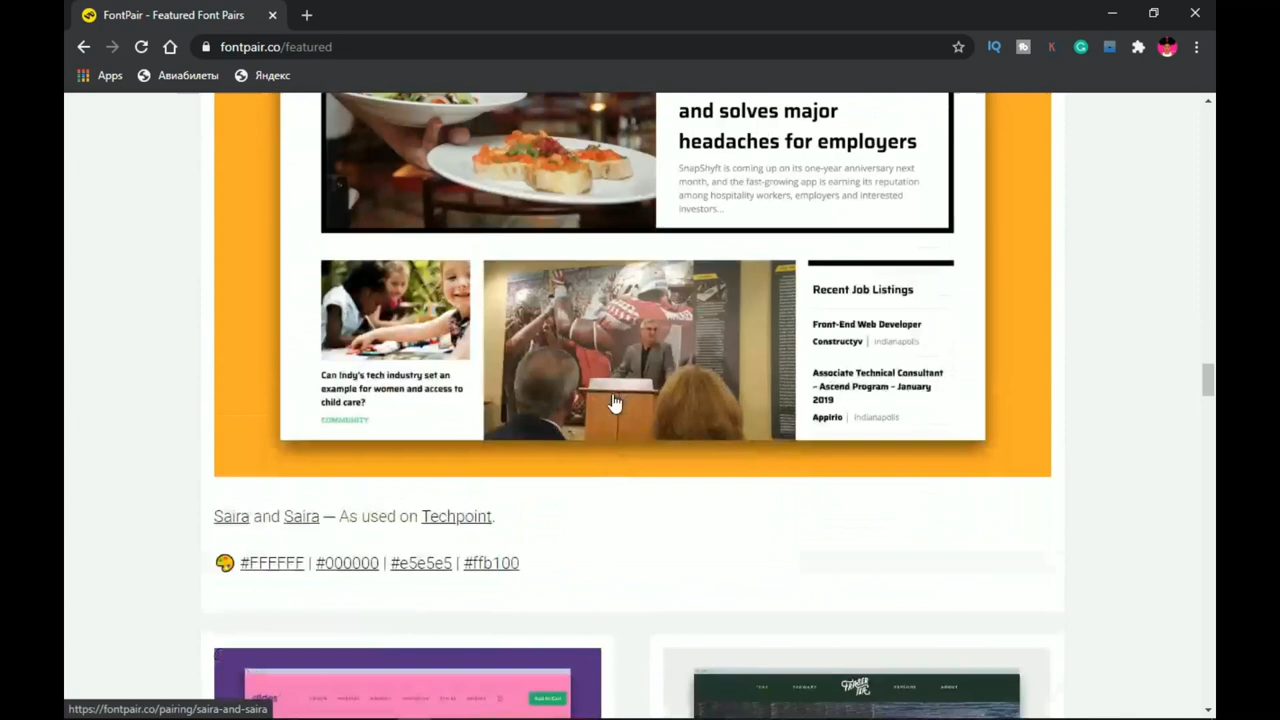 FontPair - Featured Font Pairs
fontpair.co/featured
Apps Авиабилеты Яндекс
and solves major
headaches for employers
SnapShyft is coming up on its one-year anniversary next
month, and the fast-growing app is earning its reputation
among hospitality workers, employers and interested
investors...
Can Indy's tech industry set an
example for women and access to
child care?
COMMUNITY
Recent Job Listings
Front-End Web Developer
Constructyv | Indianapolis
Associate Technical Consultant
– Ascend Program – January
2019
Appirio | Indianapolis
Saira and Saira — As used on Techpoint.
#FFFFFF | #000000 | #e5e5e5 | #ffb100
https://fontpair.co/pairing/saira-and-saira